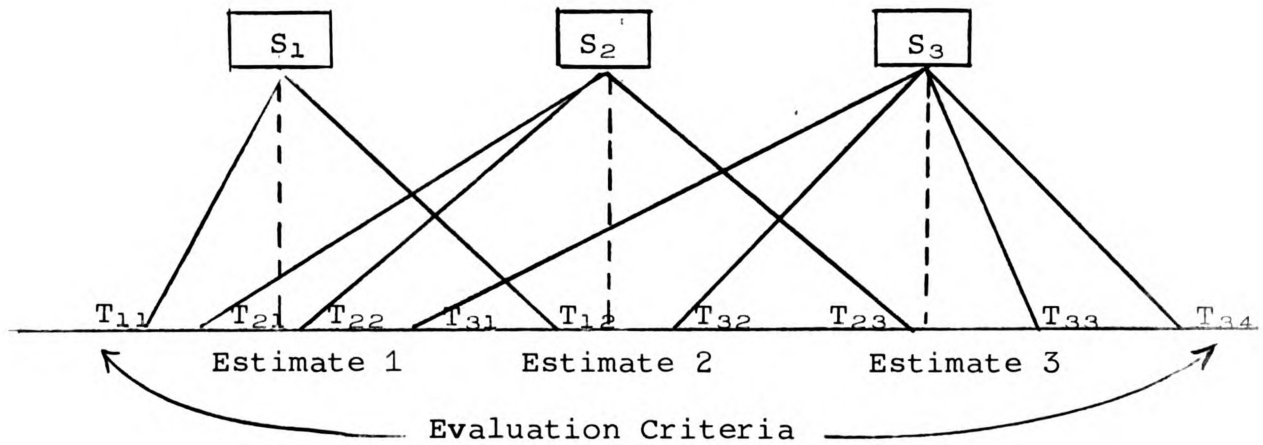 S₁ S₂ S₃
T₁₁ T₂₁ T₂₂ T₃₁ T₁₂ T₃₂ T₂₃ T₃₃ T₃₄
Estimate 1 Estimate 2 Estimate 3
Evaluation Criteria